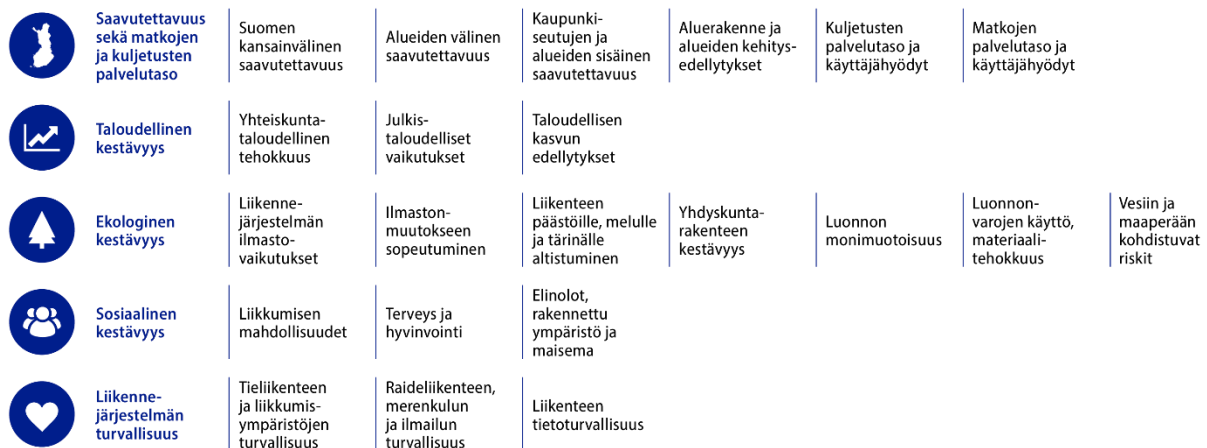 Saavutettavuus
sekä matkojen
ja kuljetusten
palvelutaso
Suomen
kansainvälinen
saavutettavuus
Alueiden välinen
saavutettavuus
Kaupunki-
seutujen ja
alueiden sisäinen
saavutettavuus
Aluerakenne ja
alueiden kehitys-
edellytykset
Kuljetusten
palvelutaso ja
käyttäjähyödyt
Matkojen
palvelutaso ja
käyttäjähyödyt
Taloudellinen
kestävyys
Yhteiskunta-
taloudellinen
tehokkuus
Julkis-
taloudelliset
vaikutukset
Taloudellisen
kasvun
edellytykset
Ekologinen
kestävyys
Liikenne-
järjestelmän
ilmasto-
vaikutukset
Ilmaston-
muutokseen
sopeutuminen
Liikenteen
päästöille, melulle
ja tärinälle
altistuminen
Yhdyskunta-
rakenteen
kestävyys
Luonnon
monimuotoisuus
Luonnon-
varojen käyttö,
materiaali-
tehokkuus
Vesiin ja
maaperään
kohdistuvat
riskit
Sosiaalinen
kestävyys
Liikkumisen
mahdollisuudet
Terveys ja
hyvinvointi
Elinolot,
rakennettu
ympäristö ja
maisema
Liikenne-
järjestelmän
turvallisuus
Tieliikenteen
ja liikkumis-
ympäristöjen
turvallisuus
Raideliikenteen,
merenkulun
ja ilmailun
turvallisuus
Liikenteen
tietoturvallisuus